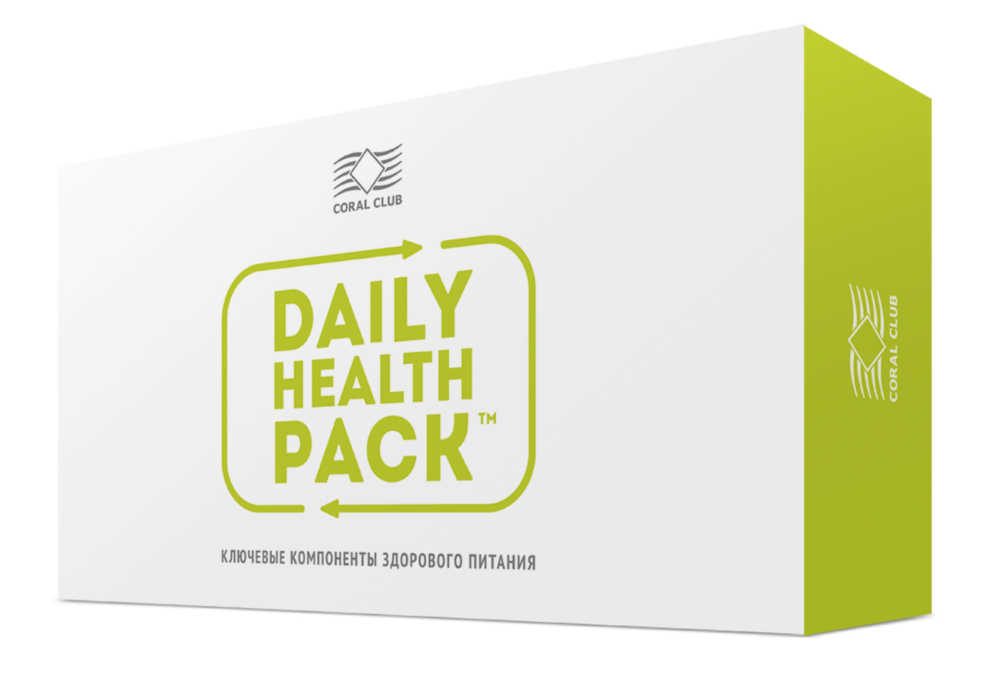 CORAL CLUB
DAILY
HEALTH
PACK™
КЛЮЧЕВЫЕ КОМПОНЕНТЫ ЗДОРОВОГО ПИТАНИЯ
CORAL CLUB